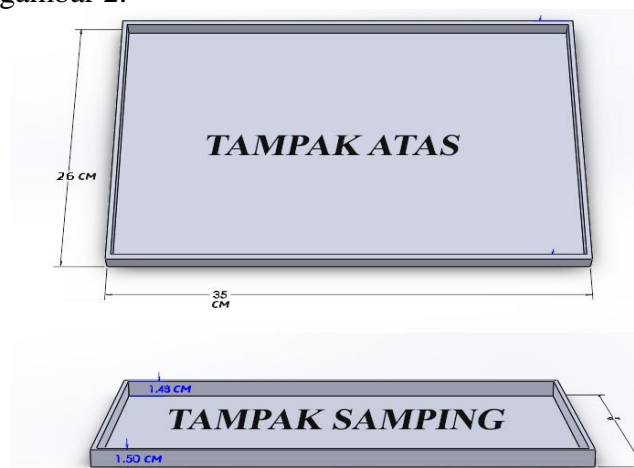 gambar 2.
TAMPAK ATAS
26 CM
35
CM
1.48 CM
TAMPAK SAMPING
1.50 CM